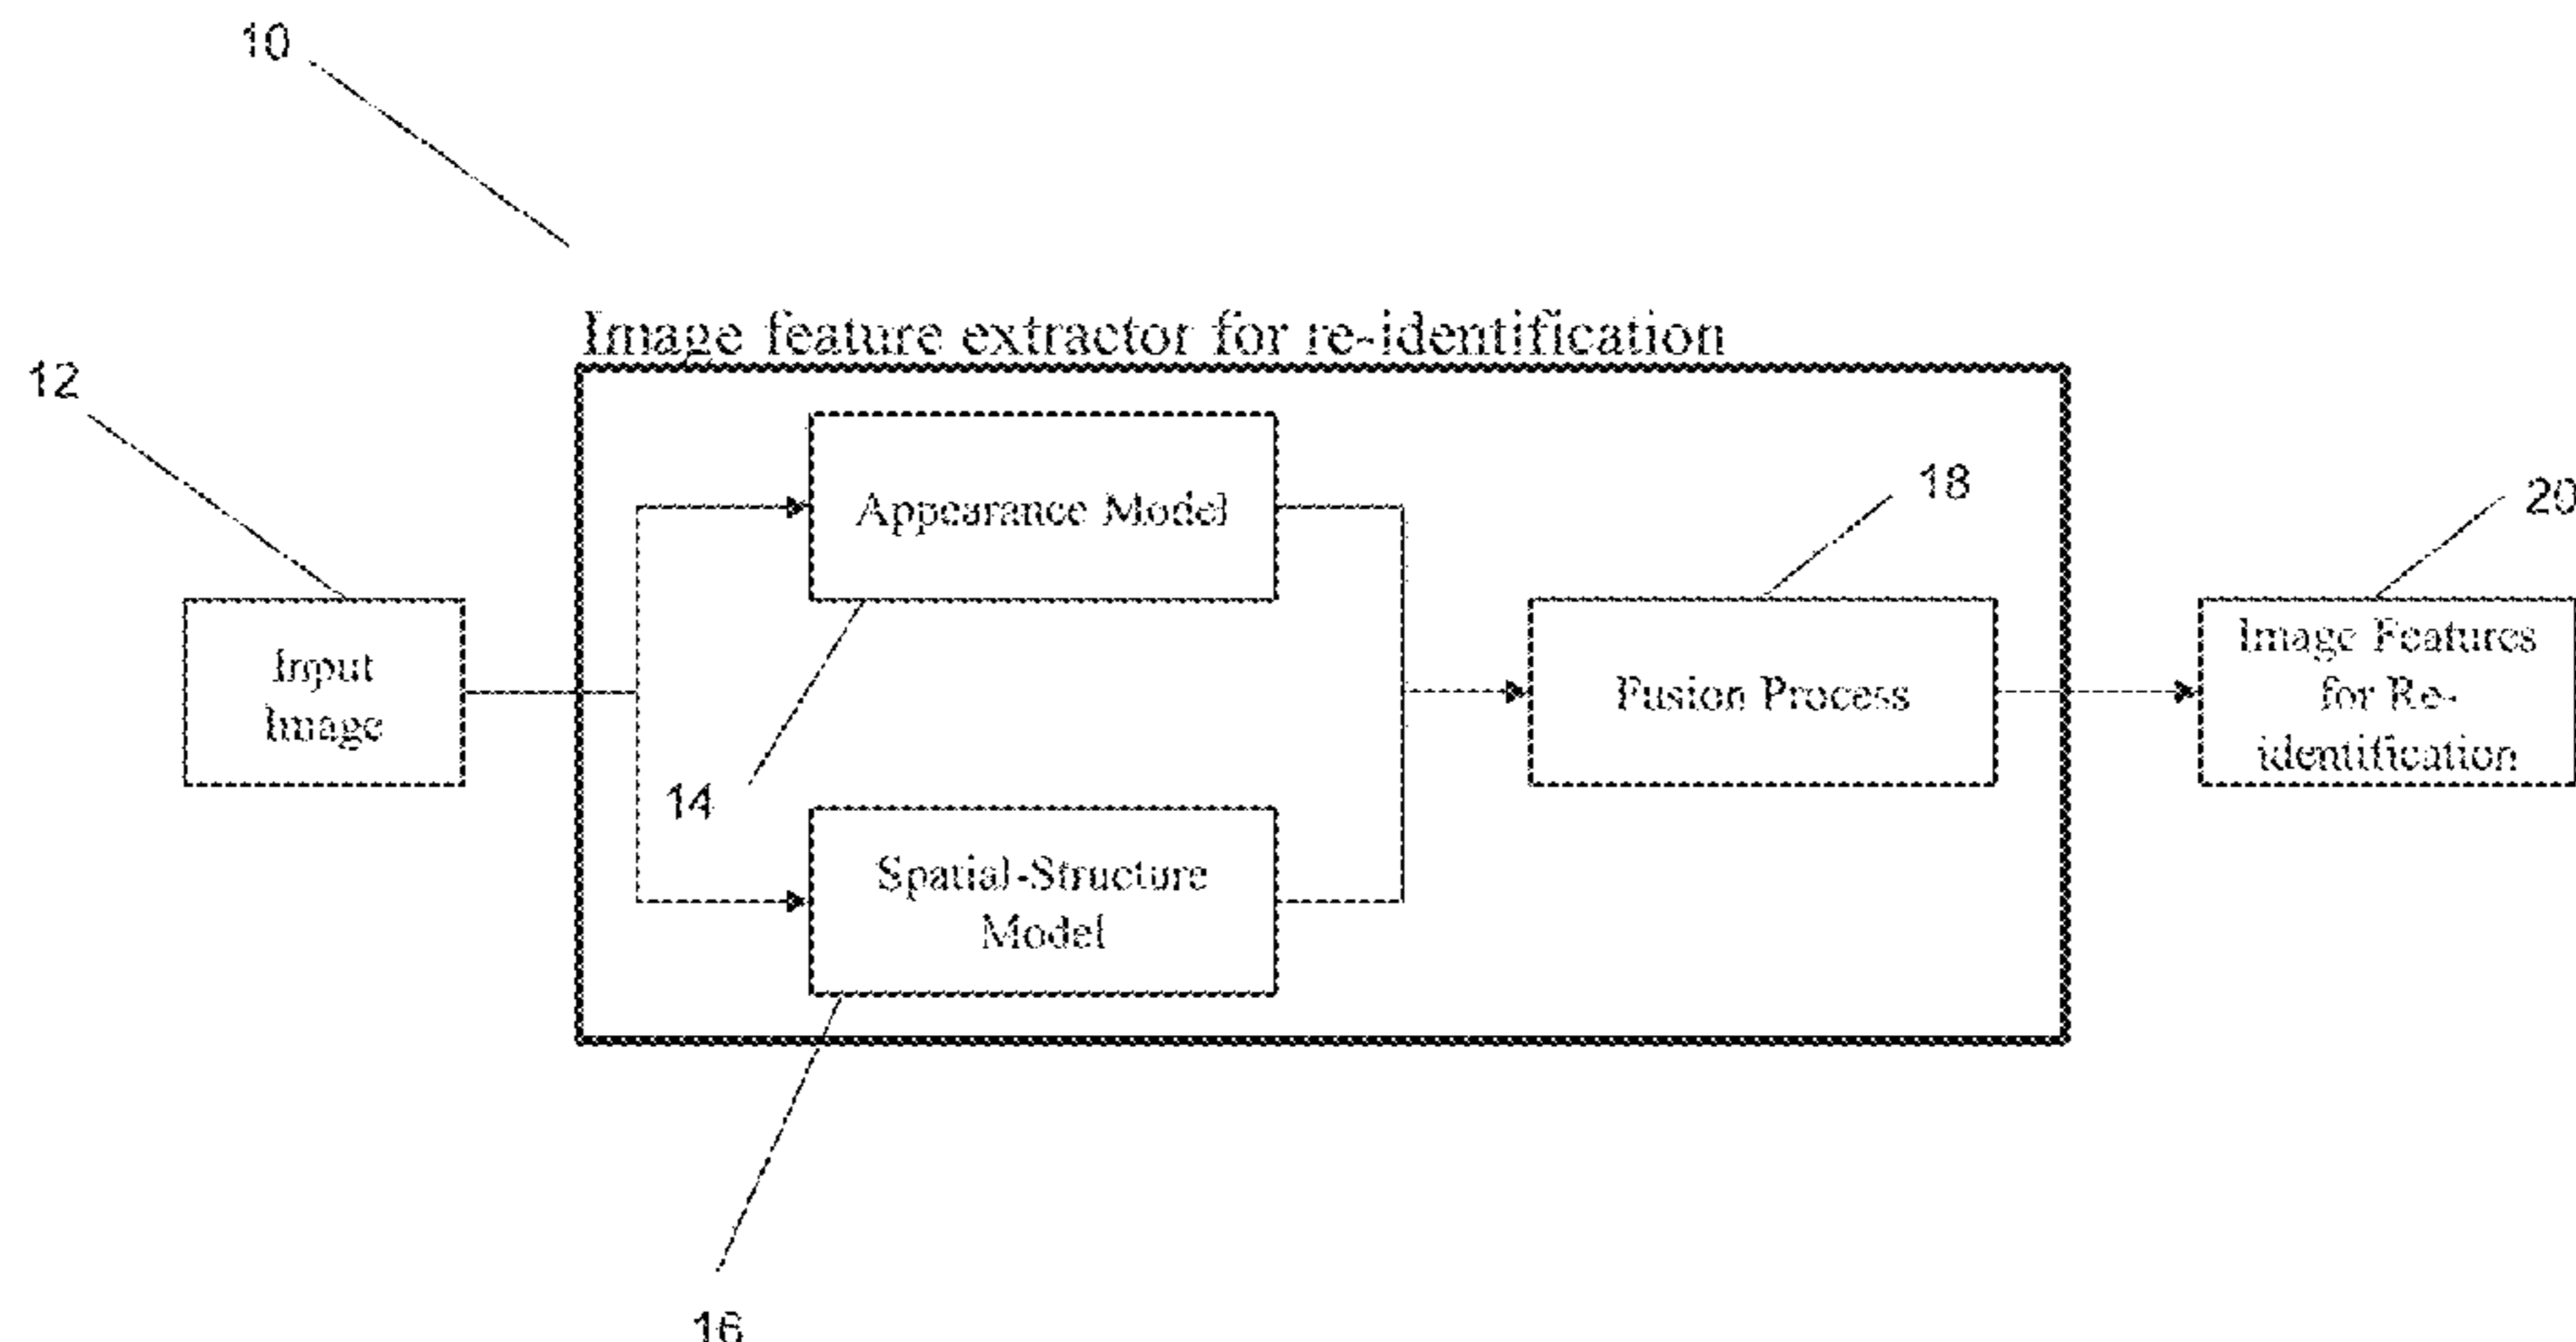 10
Image feature extractor for re-identification
12
Appearance Model
18
20
Input
Image
Fusion Process
Image Features
for Re-
identification
14
Spatial-Structure
Model
16